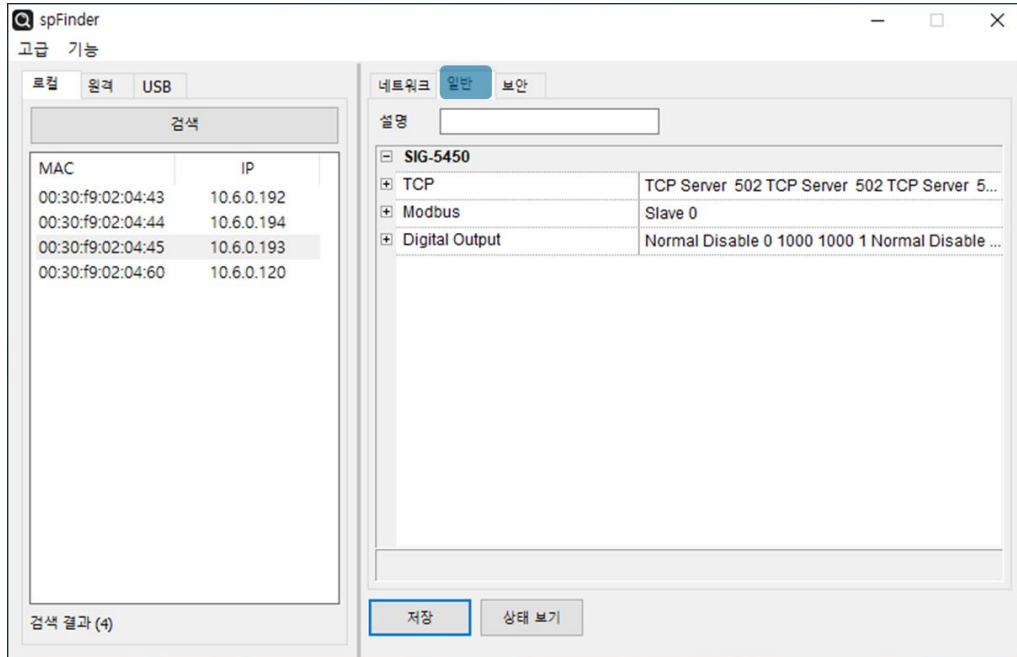 spFinder
고급 기능
로컬 원격 USB
검색
MAC IP
00:30:f9:02:04:43 10.6.0.192
00:30:f9:02:04:44 10.6.0.194
00:30:f9:02:04:45 10.6.0.193
00:30:f9:02:04:60 10.6.0.120
검색 결과 (4)
네트워크 일반 보안
설명
SIG-5450
TCP TCP Server 502 TCP Server 502 TCP Server 5...
Modbus Slave 0
Digital Output Normal Disable 0 1000 1000 1 Normal Disable ...
저장 상태 보기